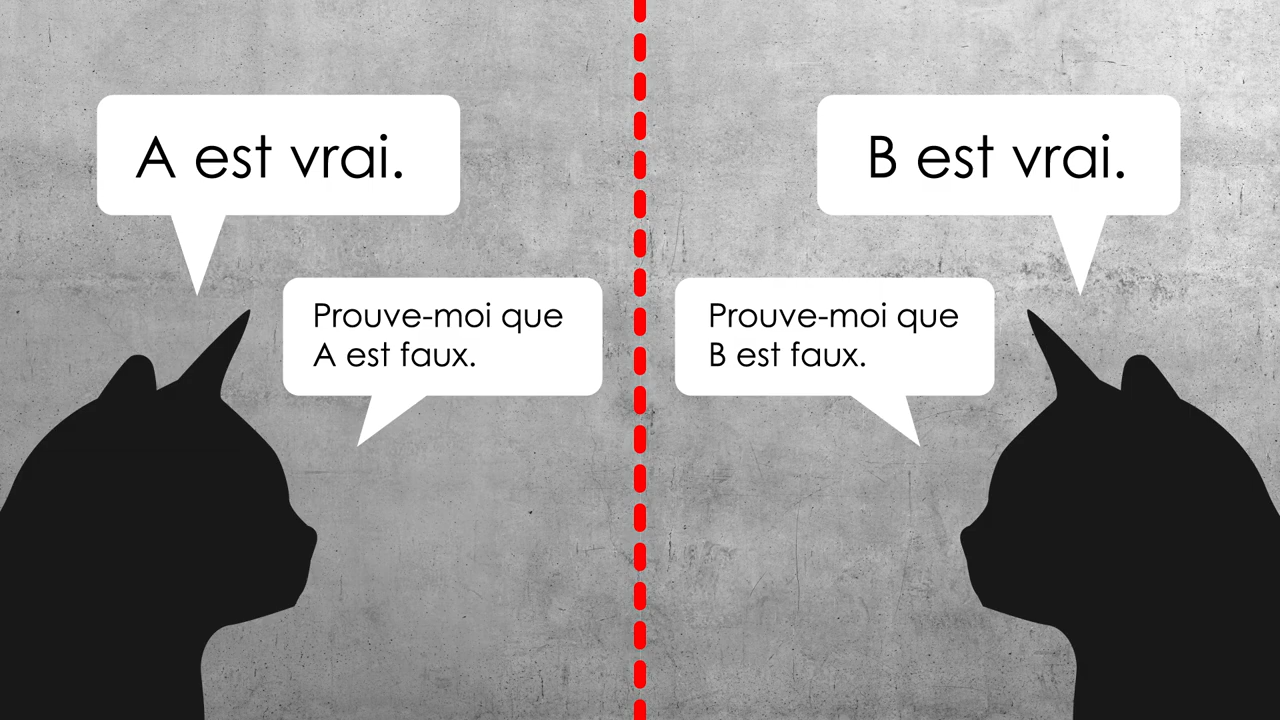 A est vrai.
Prouve-moi que
A est faux.
B est vrai.
Prouve-moi que
B est faux.